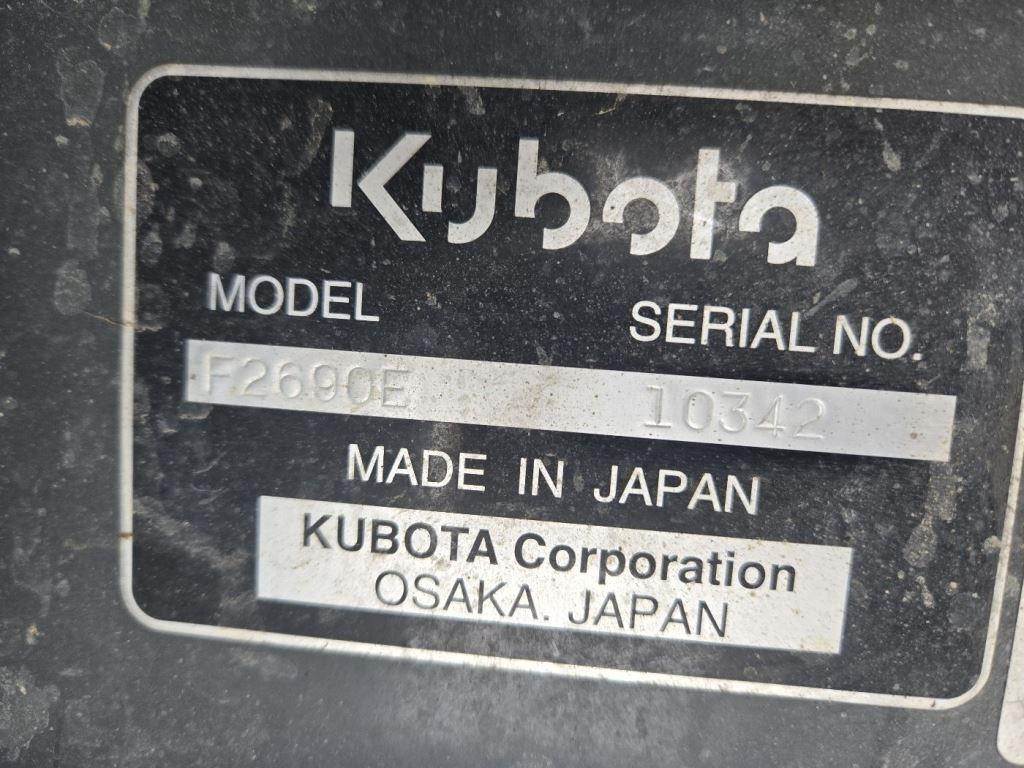 Kubota
MODEL SERIAL NO.
F2690E 10342
MADE IN JAPAN
KUBOTA Corporation
OSAKA. JAPAN